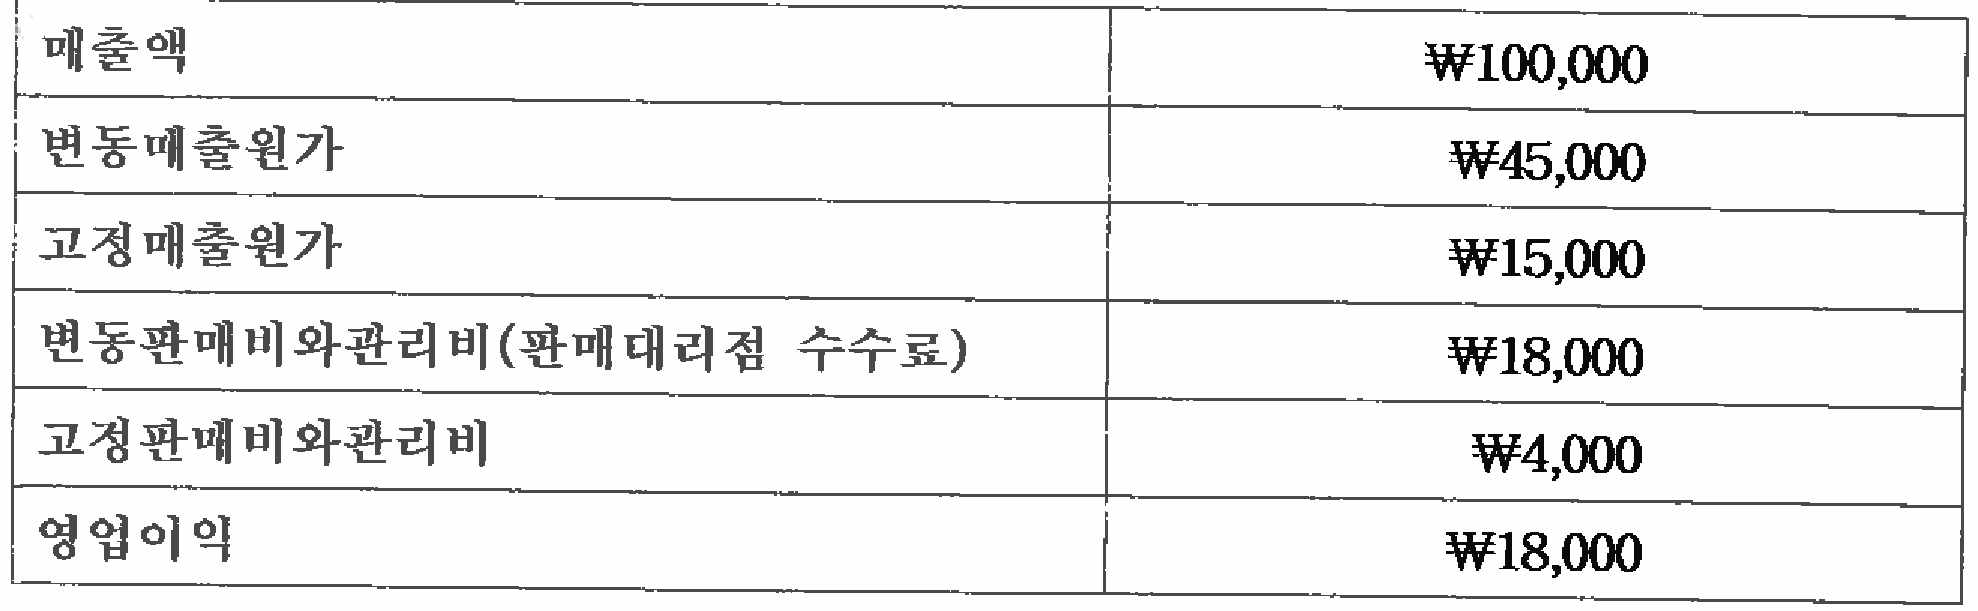 매출액 ₩100,000
변동매출원가 ₩45,000
고정매출원가 ₩15,000
변동판매비와관리비(판매대리점 수수료) ₩18,000
고정판매비와관리비 ₩4,000
영업이익 ₩18,000